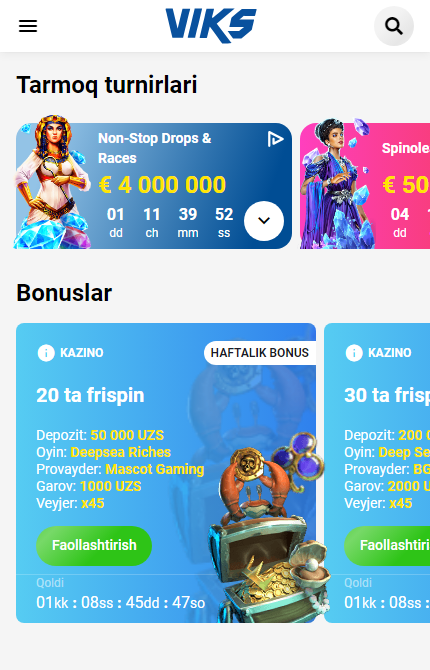 VIKS
Tarmoq turnirlari
Non-Stop Drops &
Races
€ 4 000 000
01 11 39 52
dd ch mm ss
Spinole
€ 50
04
dd
Bonuslar
KAZINO
HAFTALIK BONUS
20 ta frispin
Depozit: 50 000 UZS
Oyin: Deepsea Riches
Provayder: Mascot Gaming
Garov: 1000 UZS
Veyjer: x45
Faollashtirish
Qoldi
01kk : 08ss : 45dd : 47so
KAZINO
30 ta frisp
Depozit: 200
Oyin: Deep Se
Provayder: BG
Garov: 2000 U
Veyjer: x45
Faollashtiri
Qoldi
01kk : 08ss :